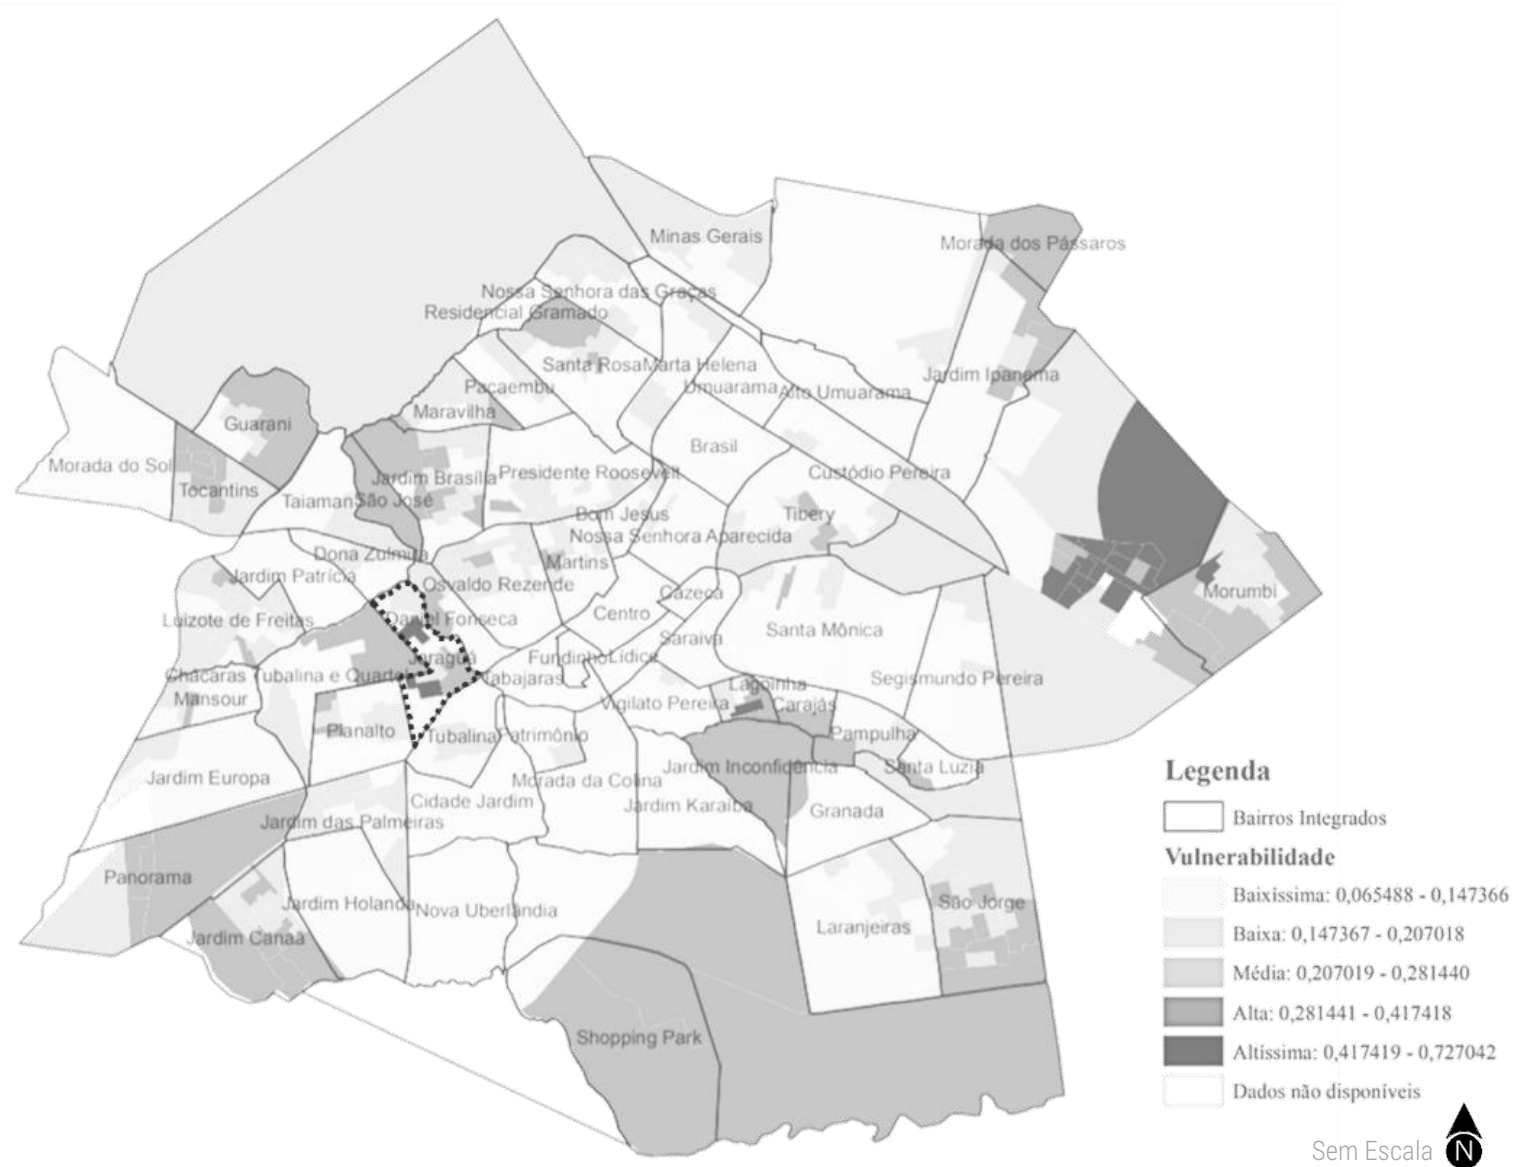 Minas Gerais
Morada dos Pássaros
Nossa Senhora das Graças
Residencial Gramado
Santa Rosa
Marta Helena
Jardim Ipanema
Pacaembu
Umuarama
Alto Umuarama
Maravilha
Guarani
Brasil
Morada do Sol
Jardim Brasília
Presidente Roosevelt
Custódio Pereira
Tocantins
Taiaman
São José
Bom Jesus
Tibery
Nossa Senhora Aparecida
Dona Zulmira
Martins
Jardim Patrícia
Osvaldo Rezende
Cazeca
Morumbi
Luizote de Freitas
Daniel Fonseca
Centro
Santa Mônica
Saraiva
Jaraguá
Fundinho
Lídice
Chácaras Tubalina e Quartel
Tabajaras
Segismundo Pereira
Lagoinha
Mansour
Vigilato Pereira
Carajás
Planalto
Tubalina
Patrimônio
Pampulha
Jardim Inconfidência
Santa Luzia
Jardim Europa
Morada da Colina
Cidade Jardim
Jardim Karaíba
Granada
Jardim das Palmeiras
Panorama
Jardim Holanda
Nova Uberlândia
São Jorge
Laranjeiras
Jardim Canaã
Shopping Park
Legenda
Bairros Integrados
Vulnerabilidade
Baixíssima: 0,065488 - 0,147366
Baixa: 0,147367 - 0,207018
Média: 0,207019 - 0,281440
Alta: 0,281441 - 0,417418
Altíssima: 0,417419 - 0,727042
Dados não disponíveis
Sem Escala
N